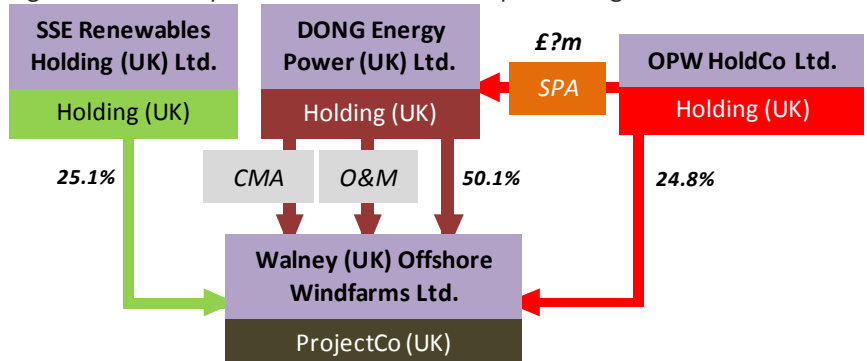 SSE Renewables
Holding (UK) Ltd.
Holding (UK)
DONG Energy
Power (UK) Ltd.
Holding (UK)
£?m
SPA
OPW HoldCo Ltd.
Holding (UK)
25.1%
CMA
O&M
50.1%
24.8%
Walney (UK) Offshore
Windfarms Ltd.
ProjectCo (UK)